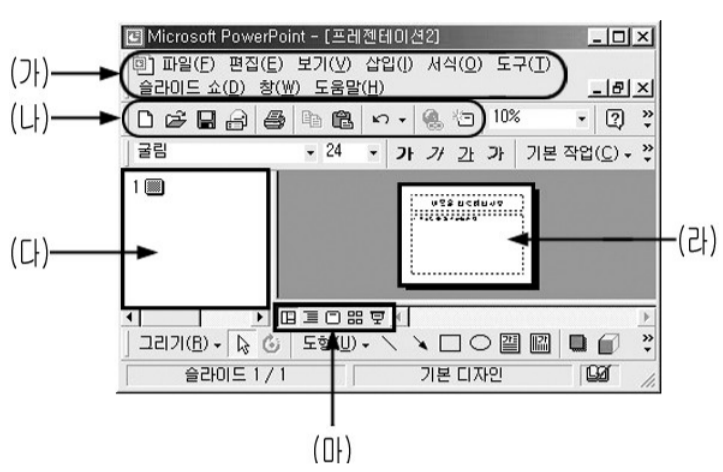 Microsoft PowerPoint - [프레젠테이션2]
(가)
파일(F) 편집(E) 보기(V) 삽입(I) 서식(O) 도구(T)
슬라이드 쇼(D) 창(W) 도움말(H)
(나)
10%
굴림 24 가 가 가 가 기본 작업(C)
1
(다)
(라)
그리기(R) 도형(U)
슬라이드 1 / 1 기본 디자인
(마)